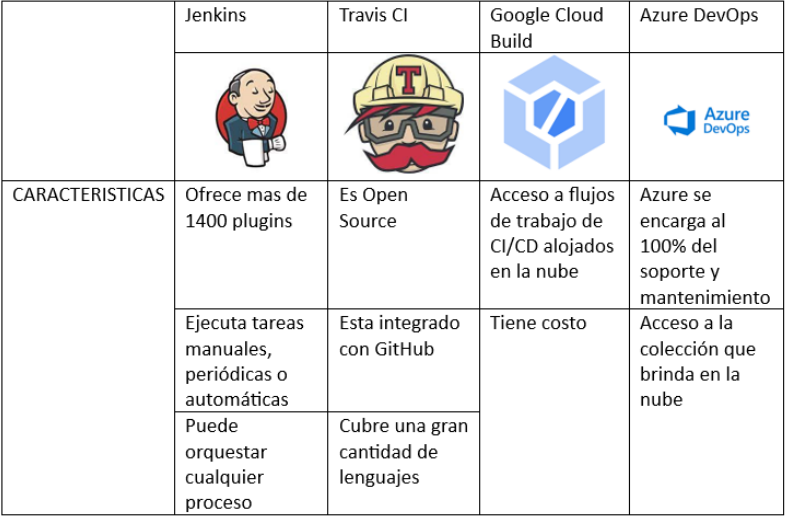 Jenkins
Travis CI
Google Cloud
Build
Azure DevOps
T
Azure
DevOps
CARACTERISTICAS
Ofrece mas de
1400 plugins
Es Open
Source
Acceso a flujos
de trabajo de
CI/CD alojados
en la nube
Azure se
encarga al
100% del
soporte y
mantenimiento
Ejecuta tareas
manuales,
periódicas o
automáticas
Esta integrado
con GitHub
Tiene costo
Acceso a la
colección que
brinda en la
nube
Puede
orquestar
cualquier
proceso
Cubre una gran
cantidad de
lenguajes